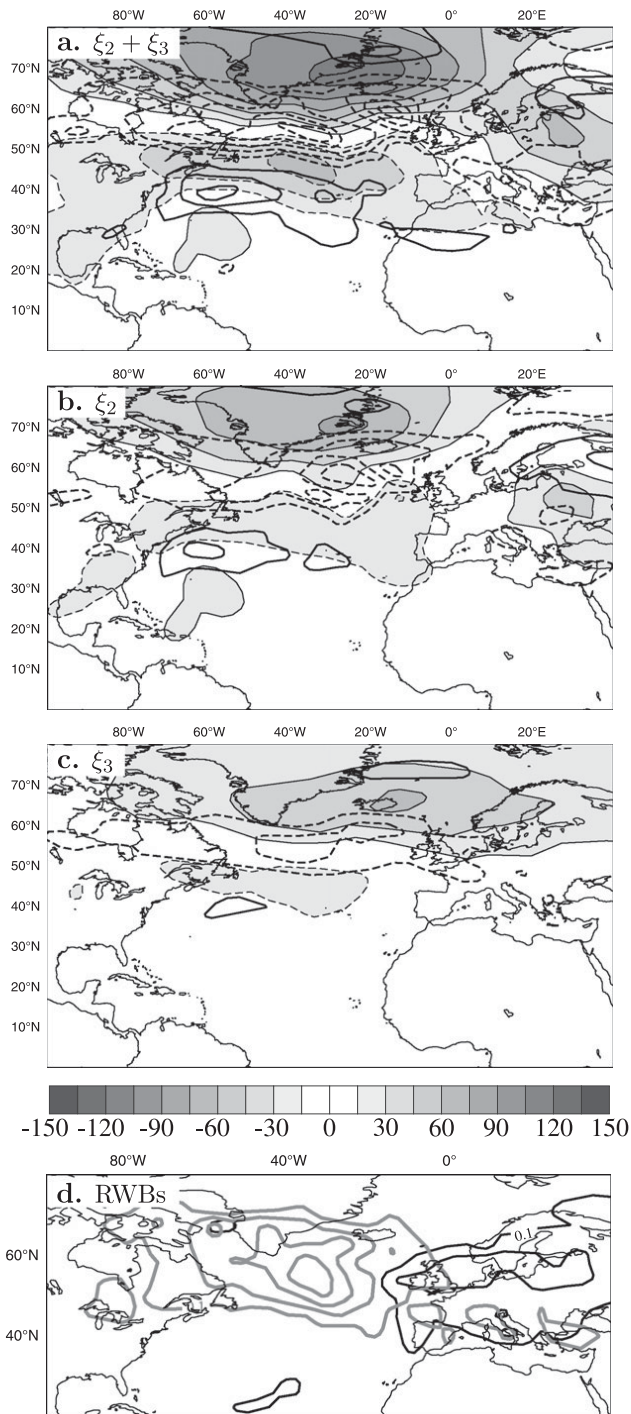 80°W 60°W 40°W 20°W 0° 20°E
a. ξ₂ + ξ₃
70°N
60°N
50°N
40°N
30°N
20°N
10°N
80°W 60°W 40°W 20°W 0° 20°E
b. ξ₂
70°N
60°N
50°N
40°N
30°N
20°N
10°N
80°W 60°W 40°W 20°W 0° 20°E
c. ξ₃
70°N
60°N
50°N
40°N
30°N
20°N
10°N
-150 -120 -90 -60 -30 0 30 60 90 120 150
80°W 40°W 0°
d. RWBs
0.1
60°N
40°N